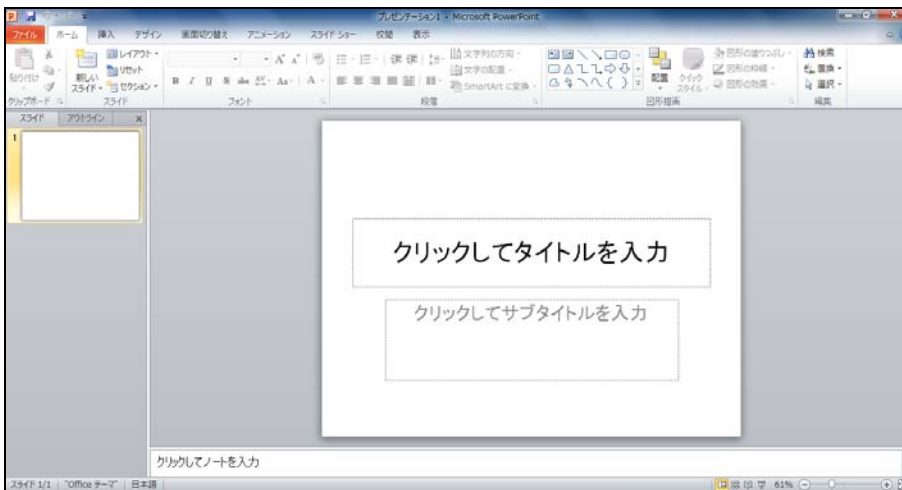 プレゼンテーション1 - Microsoft PowerPoint
ファイル ホーム 挿入 デザイン 画面切り替え アニメーション スライド ショー 校閲 表示
貼り付け
新しい スライド
レイアウト
リセット
セクション
B I U S abc AV Aa A
文字列の方向
文字の配置
SmartArt に変換
配置
クイック スタイル
図形の塗りつぶし
図形の枠線
図形の効果
検索
置換
選択
クリップボード スライド フォント 段落 図形描画 編集
スライド アウトライン
1
クリックしてタイトルを入力
クリックしてサブタイトルを入力
クリックしてノートを入力
スライド 1/1 "Office テーマ" 日本語 61%